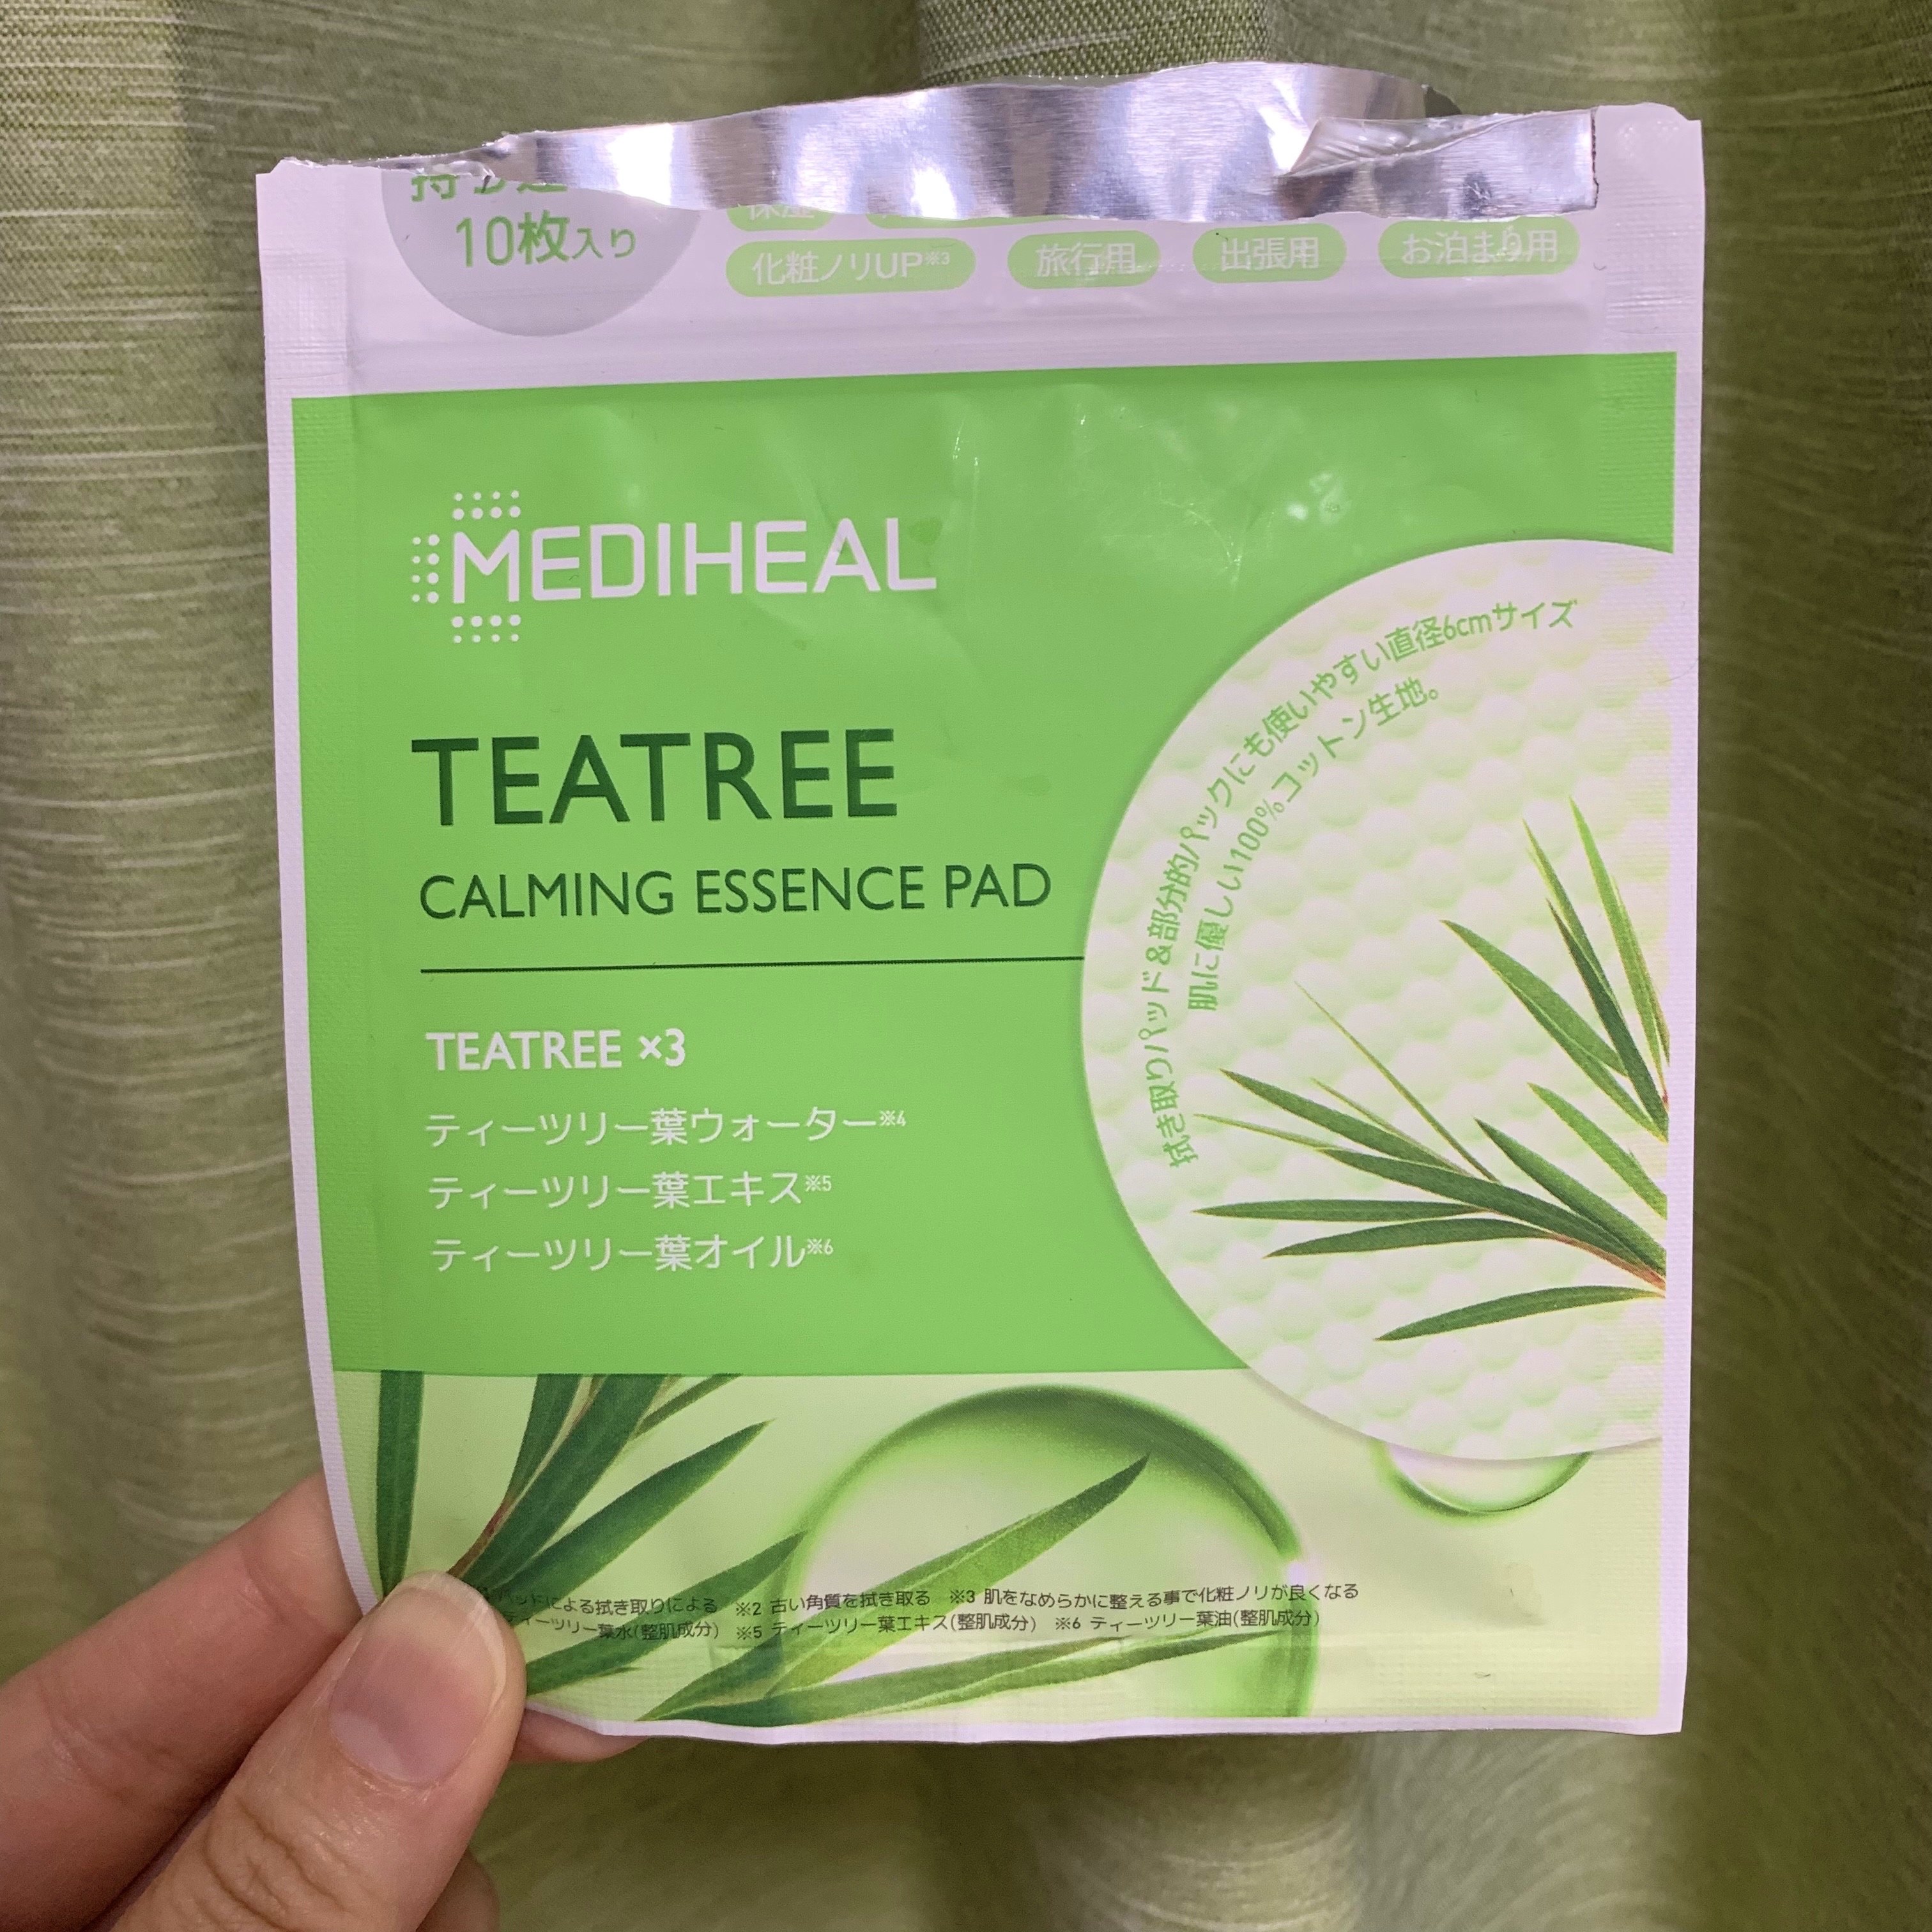 10枚入り
化粧ノリUP※3 旅行用 出張用 お泊まり用
MEDIHEAL
TEATREE
CALMING ESSENCE PAD
拭き取りパッド&部分的パックにも使いやすい直径6cmサイズ
肌に優しい100%コットン生地。
TEATREE ×3
ティーツリー葉ウォーター※4
ティーツリー葉エキス※5
ティーツリー葉オイル※6
パッドによる拭き取りによる ※2 古い角質を拭き取る ※3 肌をなめらかに整える事で化粧ノリが良くなる
ティーツリー葉水(整肌成分) ※5 ティーツリー葉エキス(整肌成分) ※6 ティーツリー葉油(整肌成分)